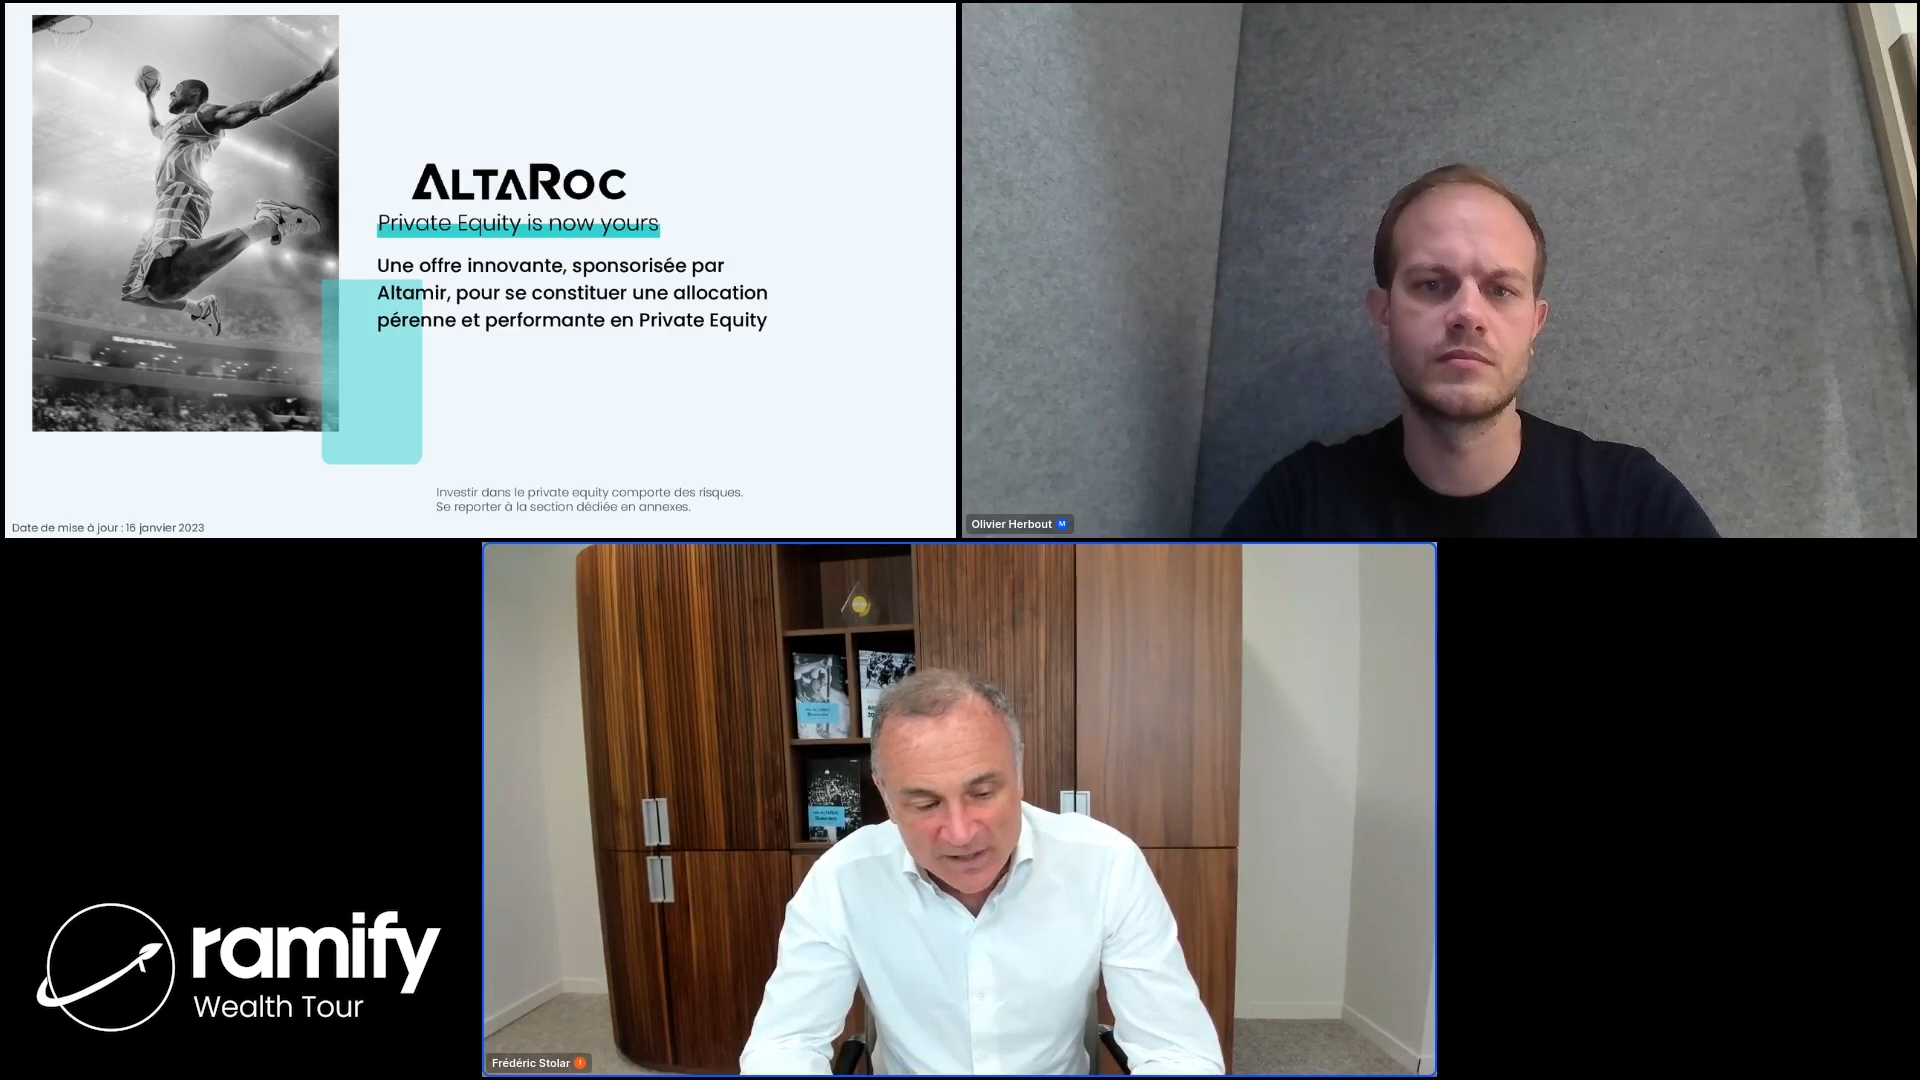 ALTAROC
Private Equity is now yours
Une offre innovante, sponsorisée par
Altamir, pour se constituer une allocation
pérenne et performante en Private Equity
BASKETBALL
Investir dans le private equity comporte des risques.
Se reporter à la section dédiée en annexes.
Date de mise à jour : 16 janvier 2023
Olivier Herbout M
Frédéric Stolar
ramify
Wealth Tour